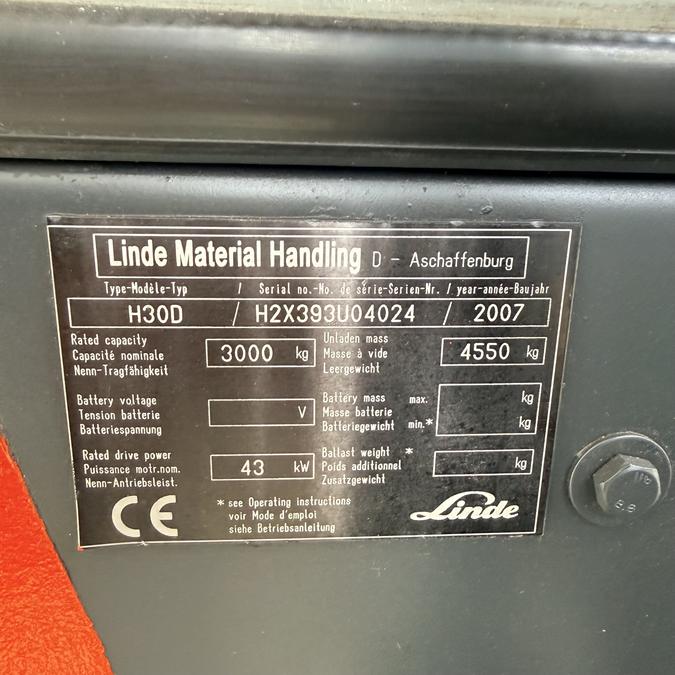 Linde Material Handling D - Aschaffenburg
Type-Modèle-Typ / Serial no.-No. de série-Serien-Nr. / year-année-Baujahr
H30D / H2X393U04024 / 2007
Rated capacity
Capacité nominale
Nenn-Tragfähigkeit
3000 kg
Unladen mass
Masse à vide
Leergewicht
4550 kg
Battery voltage
Tension batterie
Batteriespannung
V
Battery mass max.
Masse batterie
Batteriegewicht min.*
kg
kg
Rated drive power
Puissance motr.nom.
Nenn-Antriebsleist.
43 kW
Ballast weight *
Poids additionnel
Zusatzgewicht
kg
CE
* see Operating instructions
voir Mode d'emploi
siehe Betriebsanleitung
Linde
8.8